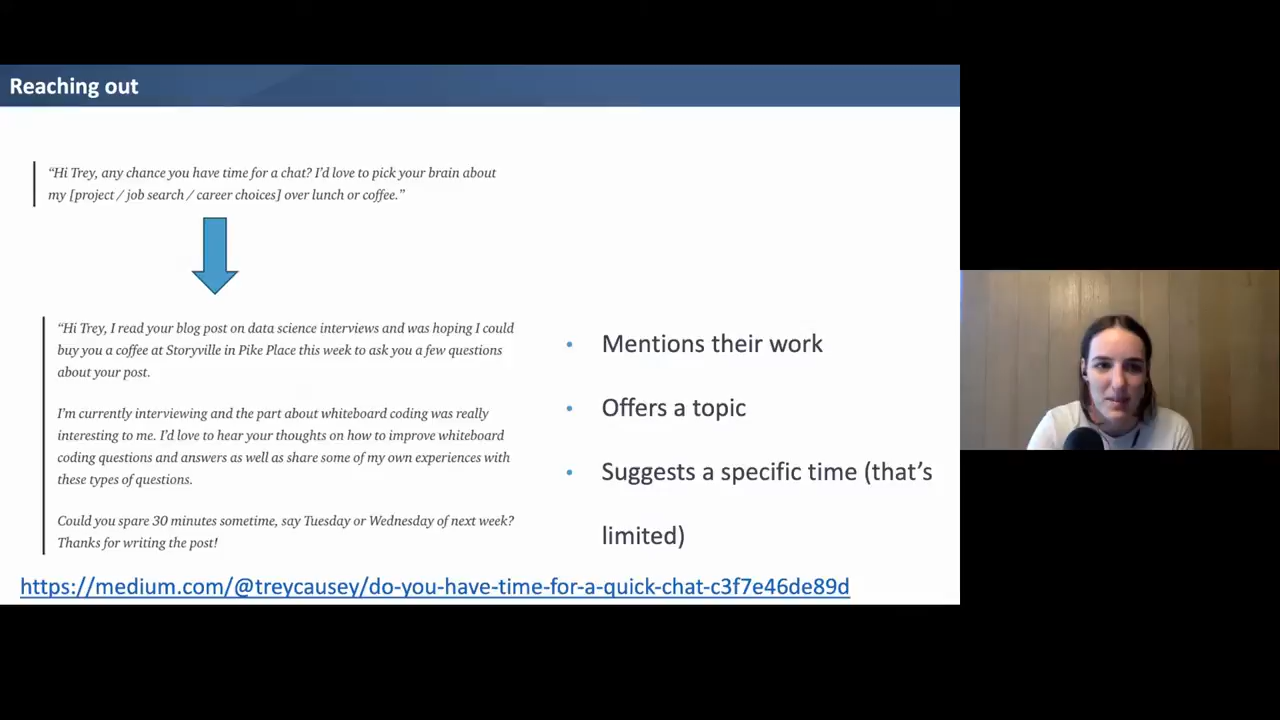 Reaching out
“Hi Trey, any chance you have time for a chat? I’d love to pick your brain about
my [project / job search / career choices] over lunch or coffee.”
“Hi Trey, I read your blog post on data science interviews and was hoping I could
buy you a coffee at Storyville in Pike Place this week to ask you a few questions
about your post.
I’m currently interviewing and the part about whiteboard coding was really
interesting to me. I’d love to hear your thoughts on how to improve whiteboard
coding questions and answers as well as share some of my own experiences with
these types of questions.
Could you spare 30 minutes sometime, say Tuesday or Wednesday of next week?
Thanks for writing the post!
• Mentions their work
• Offers a topic
• Suggests a specific time (that’s
limited)
https://medium.com/@treycausey/do-you-have-time-for-a-quick-chat-c3f7e46de89d